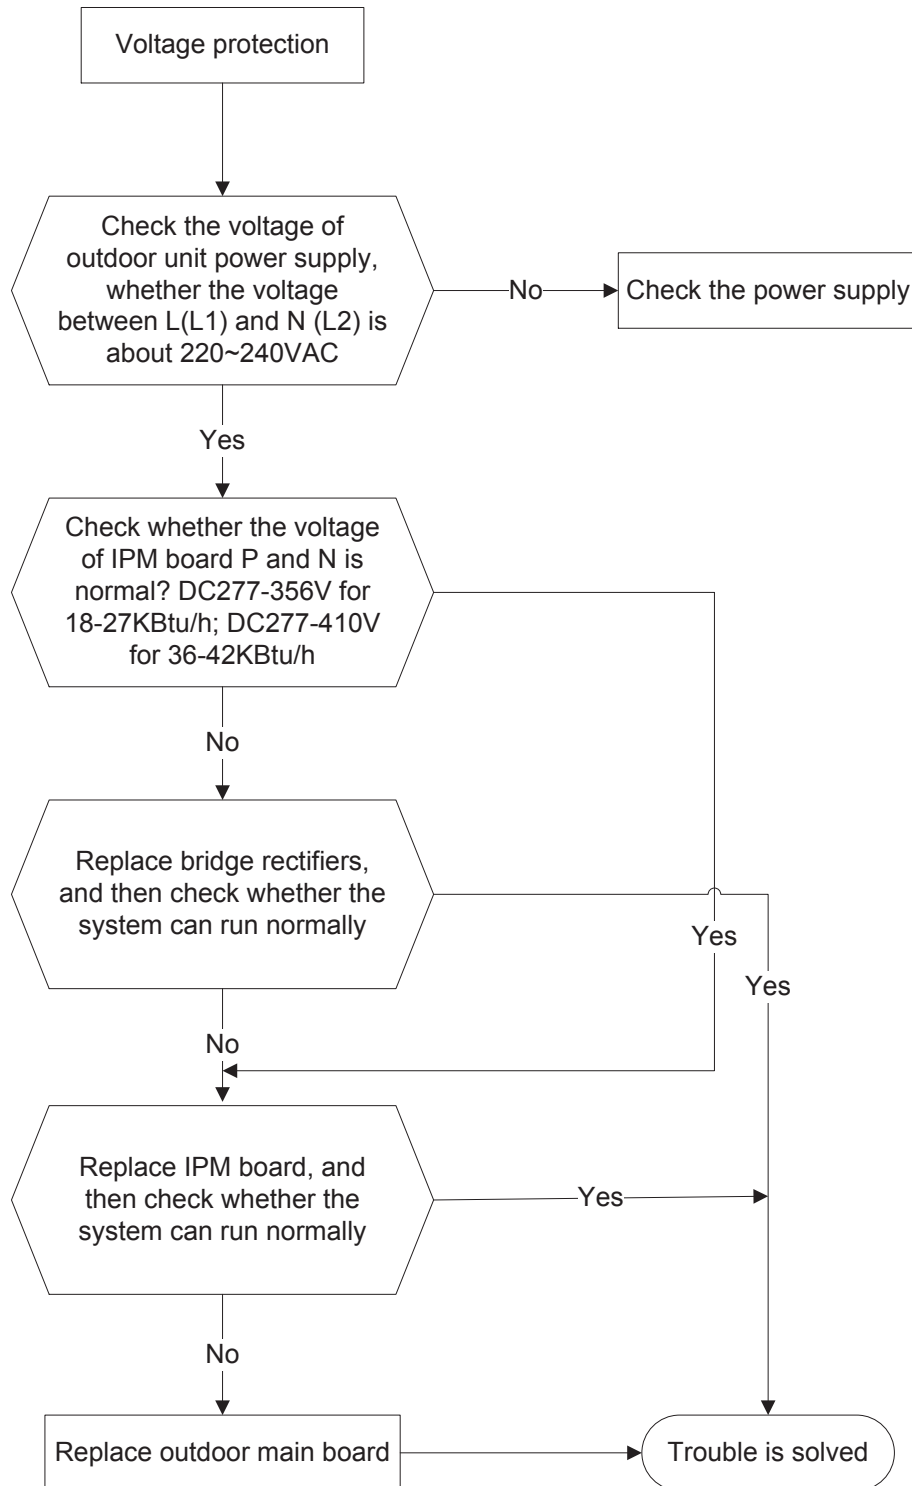 Voltage protection
Check the voltage of
outdoor unit power supply,
whether the voltage
between L(L1) and N (L2) is
about 220~240VAC
No
Check the power supply
Yes
Check whether the voltage
of IPM board P and N is
normal? DC277-356V for
18-27KBtu/h; DC277-410V
for 36-42KBtu/h
No
Replace bridge rectifiers,
and then check whether the
system can run normally
Yes
Yes
No
Replace IPM board, and
then check whether the
system can run normally
Yes
No
Replace outdoor main board
Trouble is solved